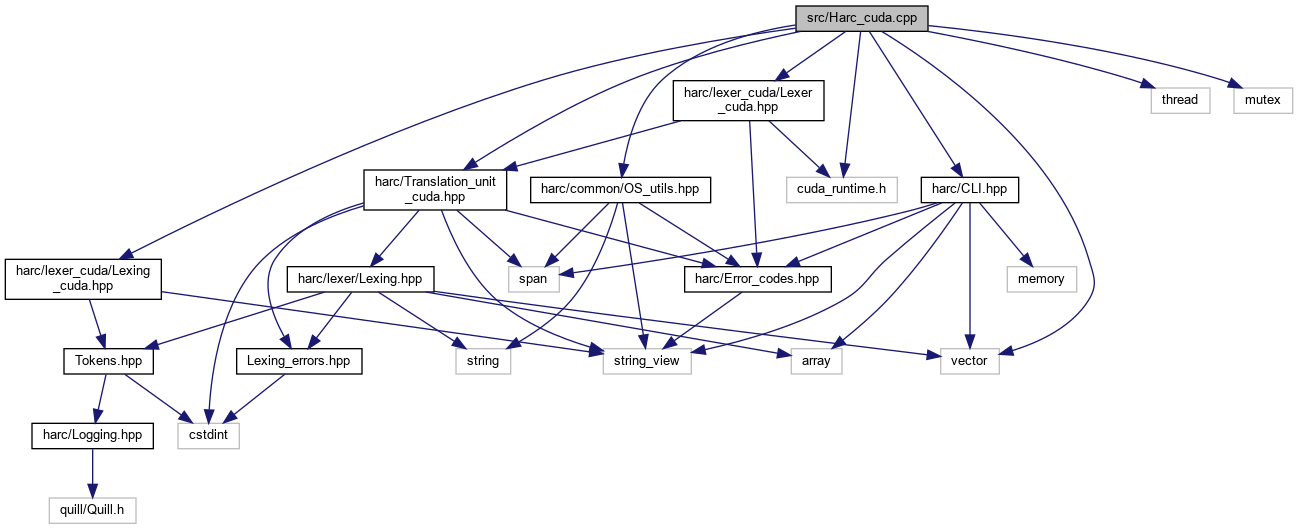 src/Harc_cuda.cpp
harc/lexer_cuda/Lexer
_cuda.hpp
thread
mutex
harc/Translation_unit
_cuda.hpp
harc/common/OS_utils.hpp
cuda_runtime.h
harc/CLI.hpp
harc/lexer_cuda/Lexing
_cuda.hpp
harc/lexer/Lexing.hpp
span
harc/Error_codes.hpp
memory
Tokens.hpp
Lexing_errors.hpp
string
string_view
array
vector
harc/Logging.hpp
cstdint
quill/Quill.h